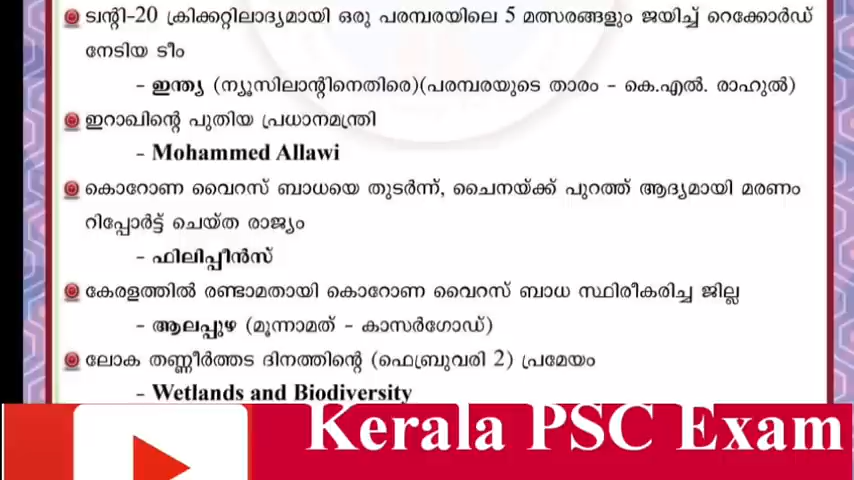 ട്വന്റി-20 ക്രിക്കറ്റിലാദ്യമായി ഒരു പരമ്പരയിലെ 5 മത്സരങ്ങളും ജയിച്ച് റെക്കോർഡ്
നേടിയ ടീം
- ഇന്ത്യ (ന്യൂസിലാന്റിനെതിരെ)(പരമ്പരയുടെ താരം - കെ.എൽ. രാഹുൽ)
ഇറാഖിന്റെ പുതിയ പ്രധാനമന്ത്രി
- Mohammed Allawi
കൊറോണ വൈറസ് ബാധയെ തുടർന്ന്, ചൈനയ്ക്ക് പുറത്ത് ആദ്യമായി മരണം
റിപ്പോർട്ട് ചെയ്ത രാജ്യം
- ഫിലിപ്പീൻസ്
കേരളത്തിൽ രണ്ടാമതായി കൊറോണ വൈറസ് ബാധ സ്ഥിരീകരിച്ച ജില്ല
- ആലപ്പുഴ (മൂന്നാമത് - കാസർഗോഡ്)
ലോക തണ്ണീർത്തട ദിനത്തിന്റെ (ഫെബ്രുവരി 2) പ്രമേയം
- Wetlands and Biodiversity
Kerala PSC Exam